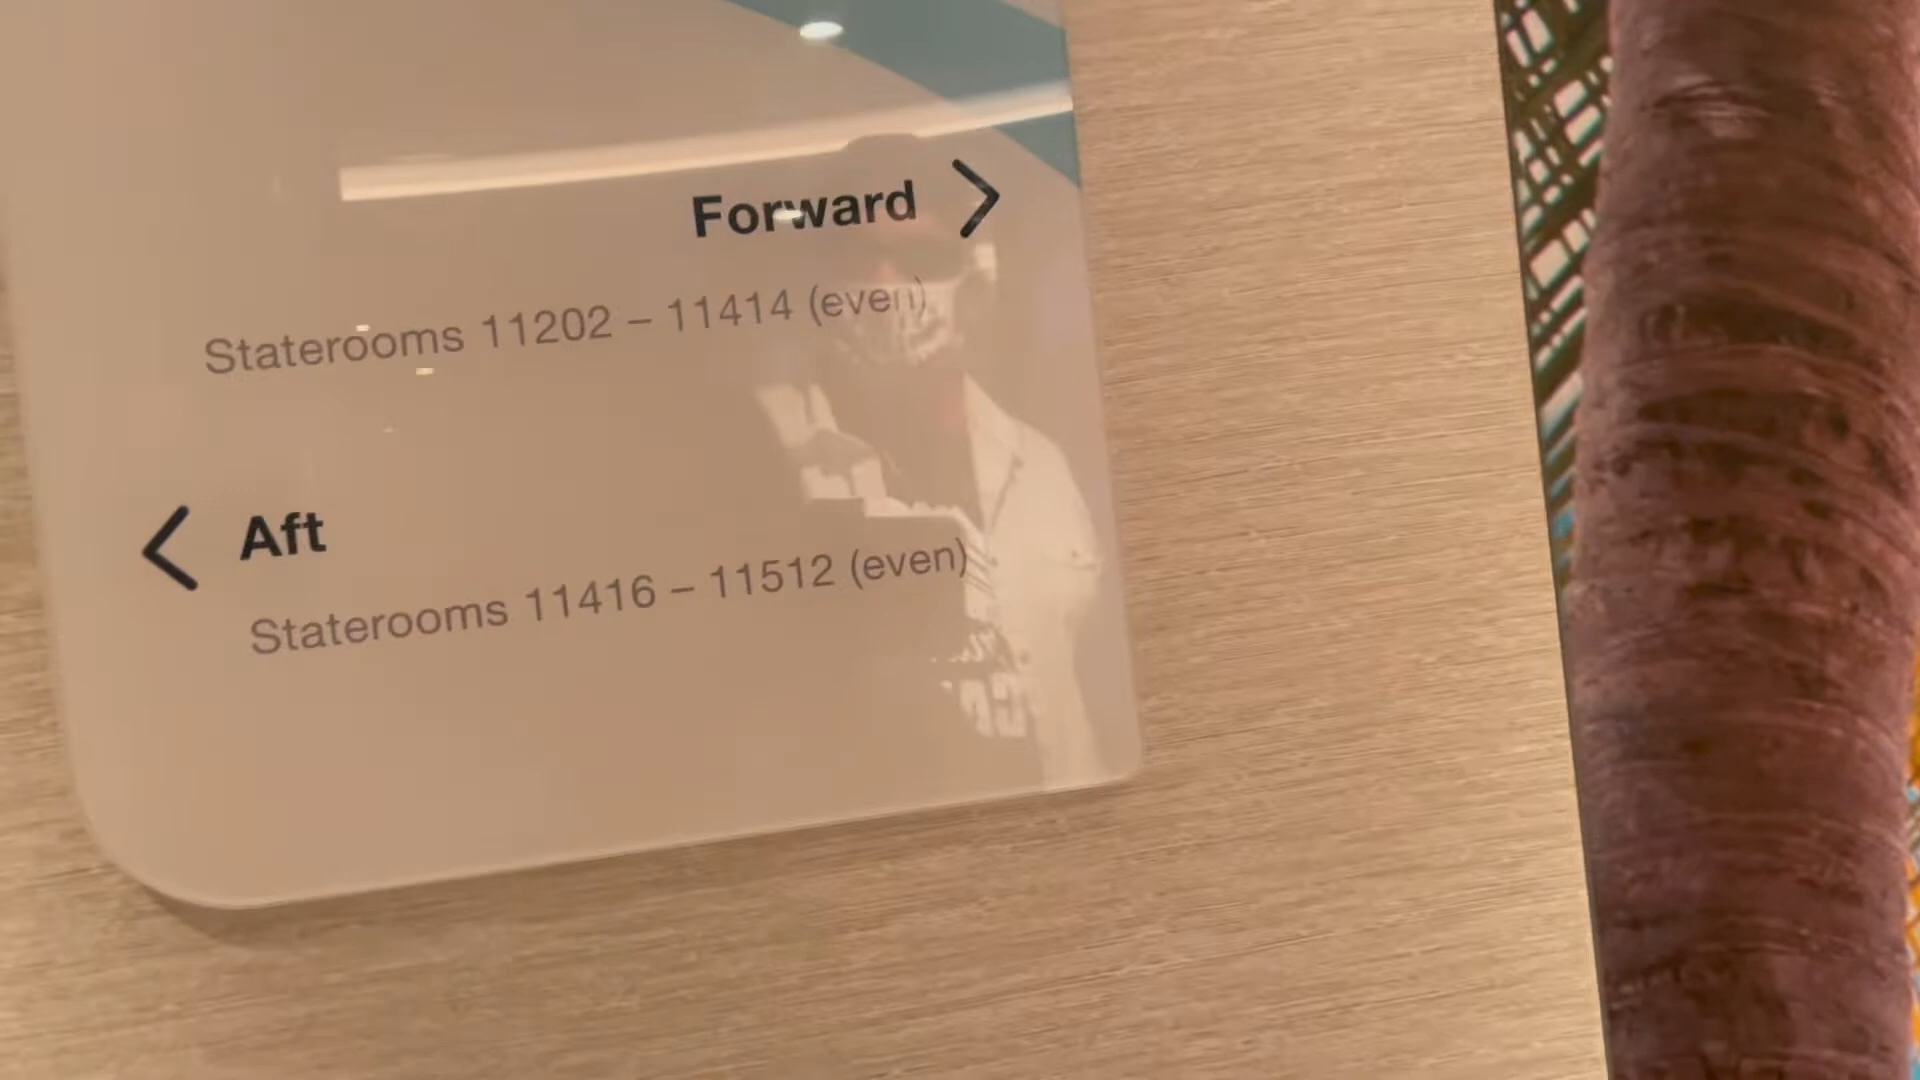 Forward
Staterooms 11202 – 11414 (even)
Aft
Staterooms 11416 – 11512 (even)